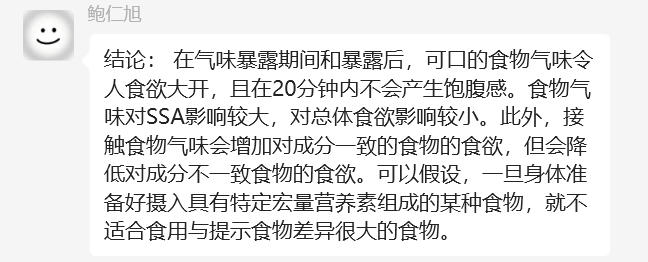 鲍仁旭
结论： 在气味暴露期间和暴露后，可口的食物气味令
人食欲大开，且在20分钟内不会产生饱腹感。食物气
味对SSA影响较大，对总体食欲影响较小。此外，接
触食物气味会增加对成分一致的食物的食欲，但会降
低对成分不一致食物的食欲。可以假设，一旦身体准
备好摄入具有特定宏量营养素组成的某种食物，就不
适合食用与提示食物差异很大的食物。